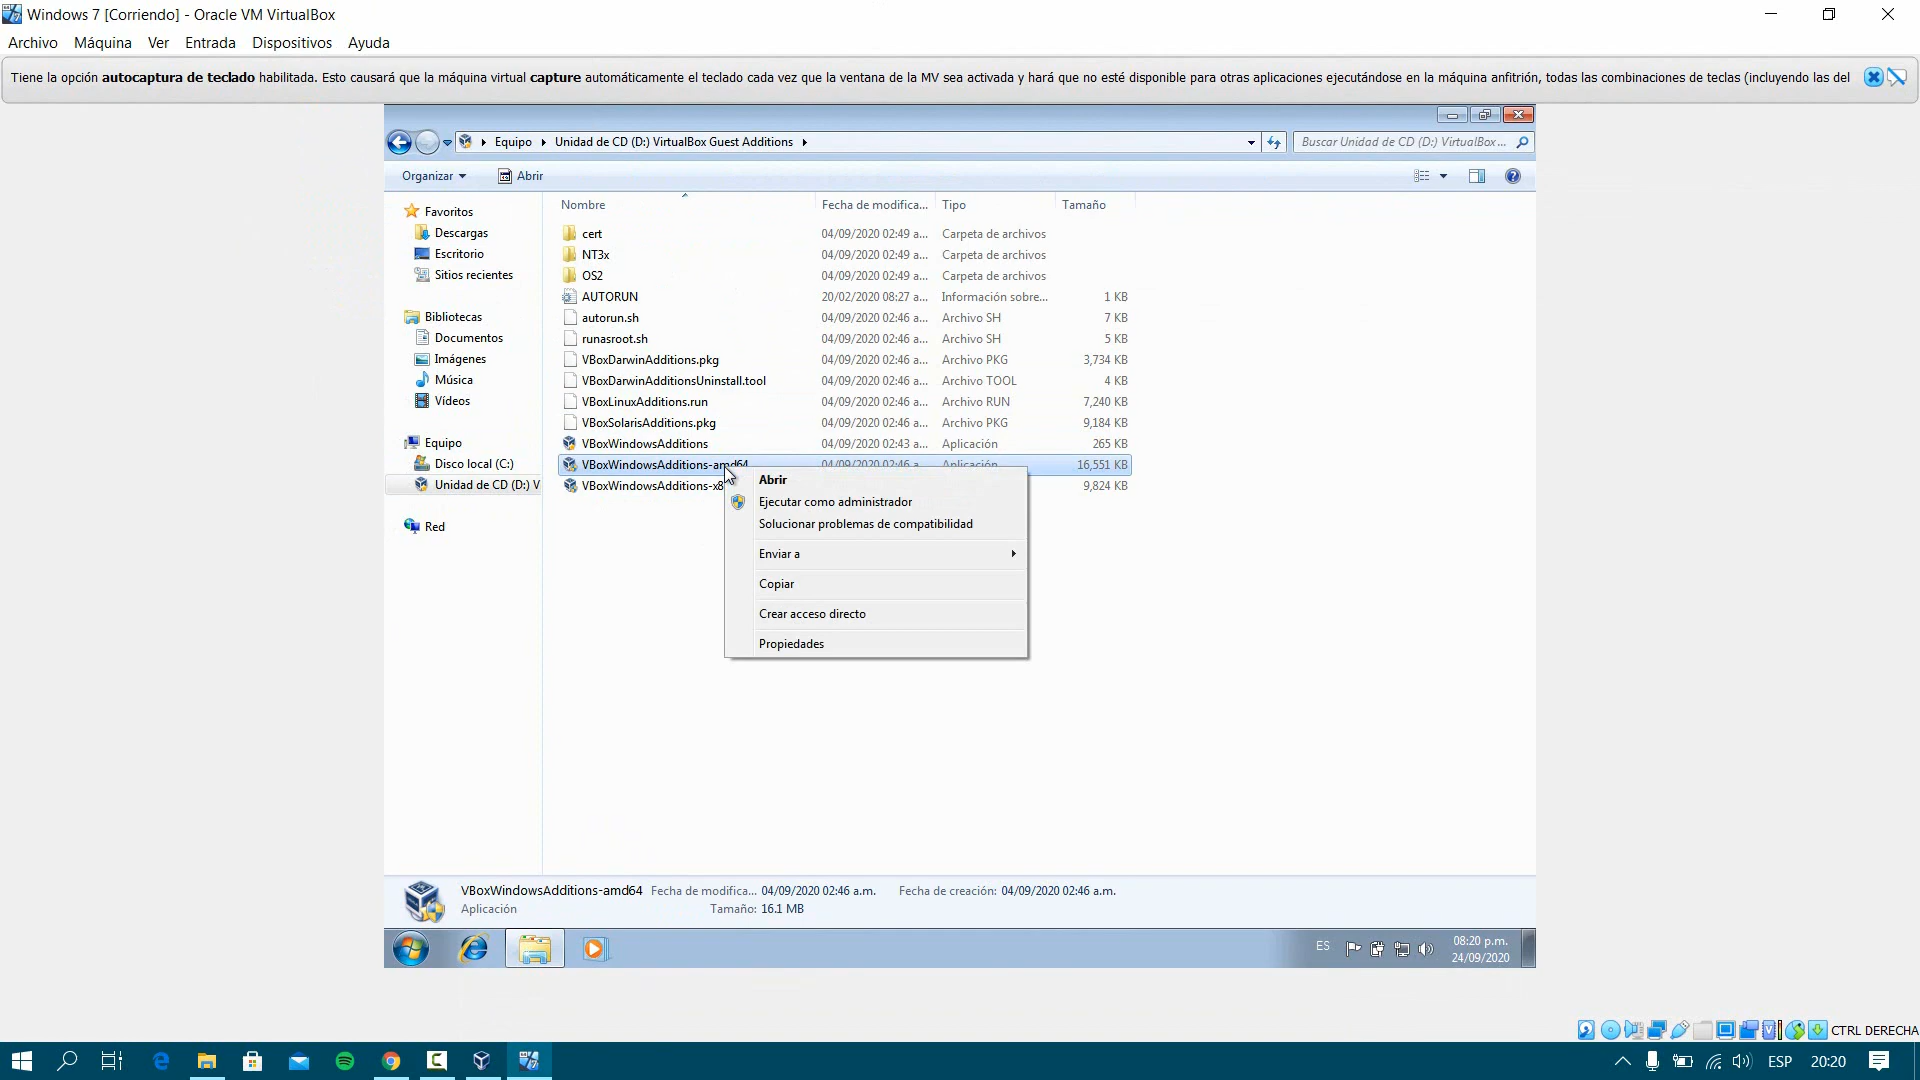 Windows 7 [Corriendo] - Oracle VM VirtualBox
Archivo Máquina Ver Entrada Dispositivos Ayuda
Tiene la opción autocaptura de teclado habilitada. Esto causará que la máquina virtual capture automáticamente el teclado cada vez que la ventana de la MV sea activada y hará que no esté disponible para otras aplicaciones ejecutándose en la máquina anfitrión, todas las combinaciones de teclas (incluyendo las del
Equipo Unidad de CD (D:) VirtualBox Guest Additions Buscar Unidad de CD (D:) VirtualBox...
Organizar Abrir
Nombre Fecha de modifica... Tipo Tamaño
Favoritos
Descargas
Escritorio
Sitios recientes
Bibliotecas
Documentos
Imágenes
Música
Vídeos
Equipo
Disco local (C:)
Unidad de CD (D:) V
Red
cert 04/09/2020 02:49 a... Carpeta de archivos
NT3x 04/09/2020 02:49 a... Carpeta de archivos
OS2 04/09/2020 02:49 a... Carpeta de archivos
AUTORUN 20/02/2020 08:27 a... Información sobre... 1 KB
autorun.sh 04/09/2020 02:46 a... Archivo SH 7 KB
runasroot.sh 04/09/2020 02:46 a... Archivo SH 5 KB
VBoxDarwinAdditions.pkg 04/09/2020 02:46 a... Archivo PKG 3,734 KB
VBoxDarwinAdditionsUninstall.tool 04/09/2020 02:46 a... Archivo TOOL 4 KB
VBoxLinuxAdditions.run 04/09/2020 02:46 a... Archivo RUN 7,240 KB
VBoxSolarisAdditions.pkg 04/09/2020 02:46 a... Archivo PKG 9,184 KB
VBoxWindowsAdditions 04/09/2020 02:43 a... Aplicación 265 KB
VBoxWindowsAdditions-amd64 04/09/2020 02:46 a... Aplicación 16,551 KB
VBoxWindowsAdditions-x8 9,824 KB
Abrir
Ejecutar como administrador
Solucionar problemas de compatibilidad
Enviar a
Copiar
Crear acceso directo
Propiedades
VBoxWindowsAdditions-amd64 Fecha de modifica... 04/09/2020 02:46 a.m. Fecha de creación: 04/09/2020 02:46 a.m.
Aplicación Tamaño: 16.1 MB
ES 08:20 p.m.
24/09/2020
CTRL DERECHA
ESP 20:20